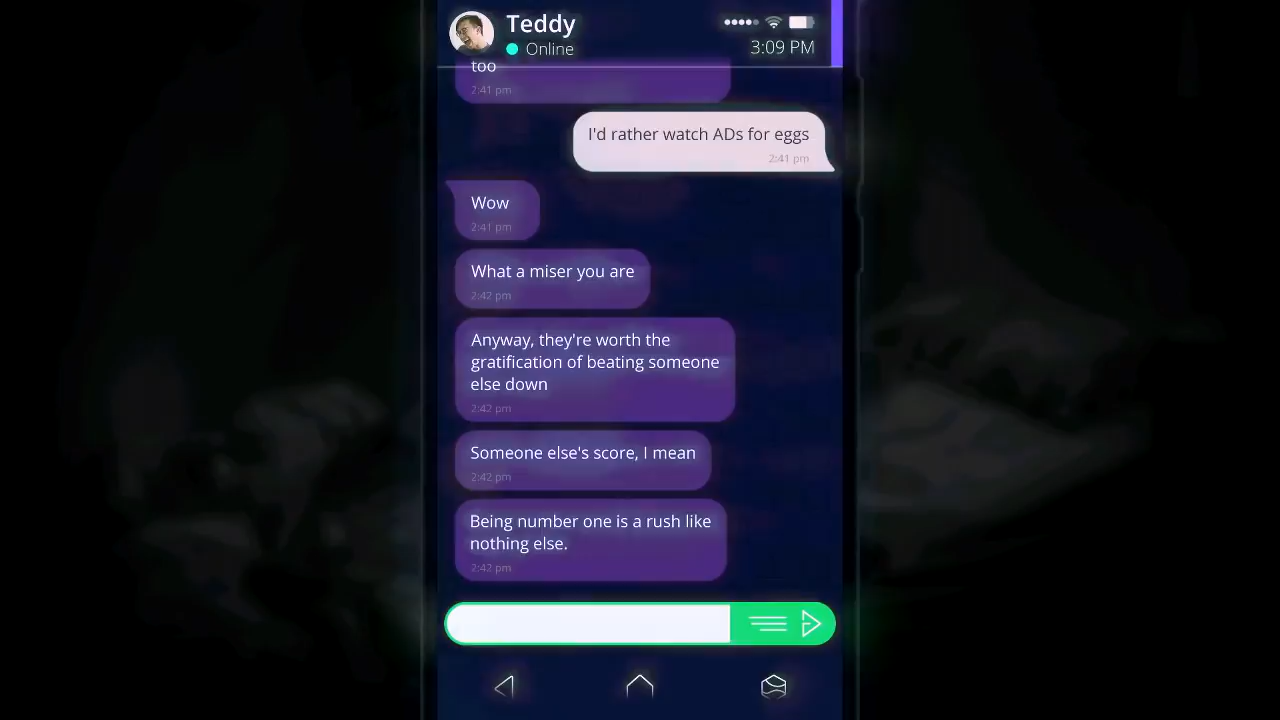 Teddy
Online
3:09 PM
too
2:41 pm
I'd rather watch ADs for eggs
2:41 pm
Wow
2:41 pm
What a miser you are
2:42 pm
Anyway, they're worth the
gratification of beating someone
else down
2:42 pm
Someone else's score, I mean
2:42 pm
Being number one is a rush like
nothing else.
2:42 pm